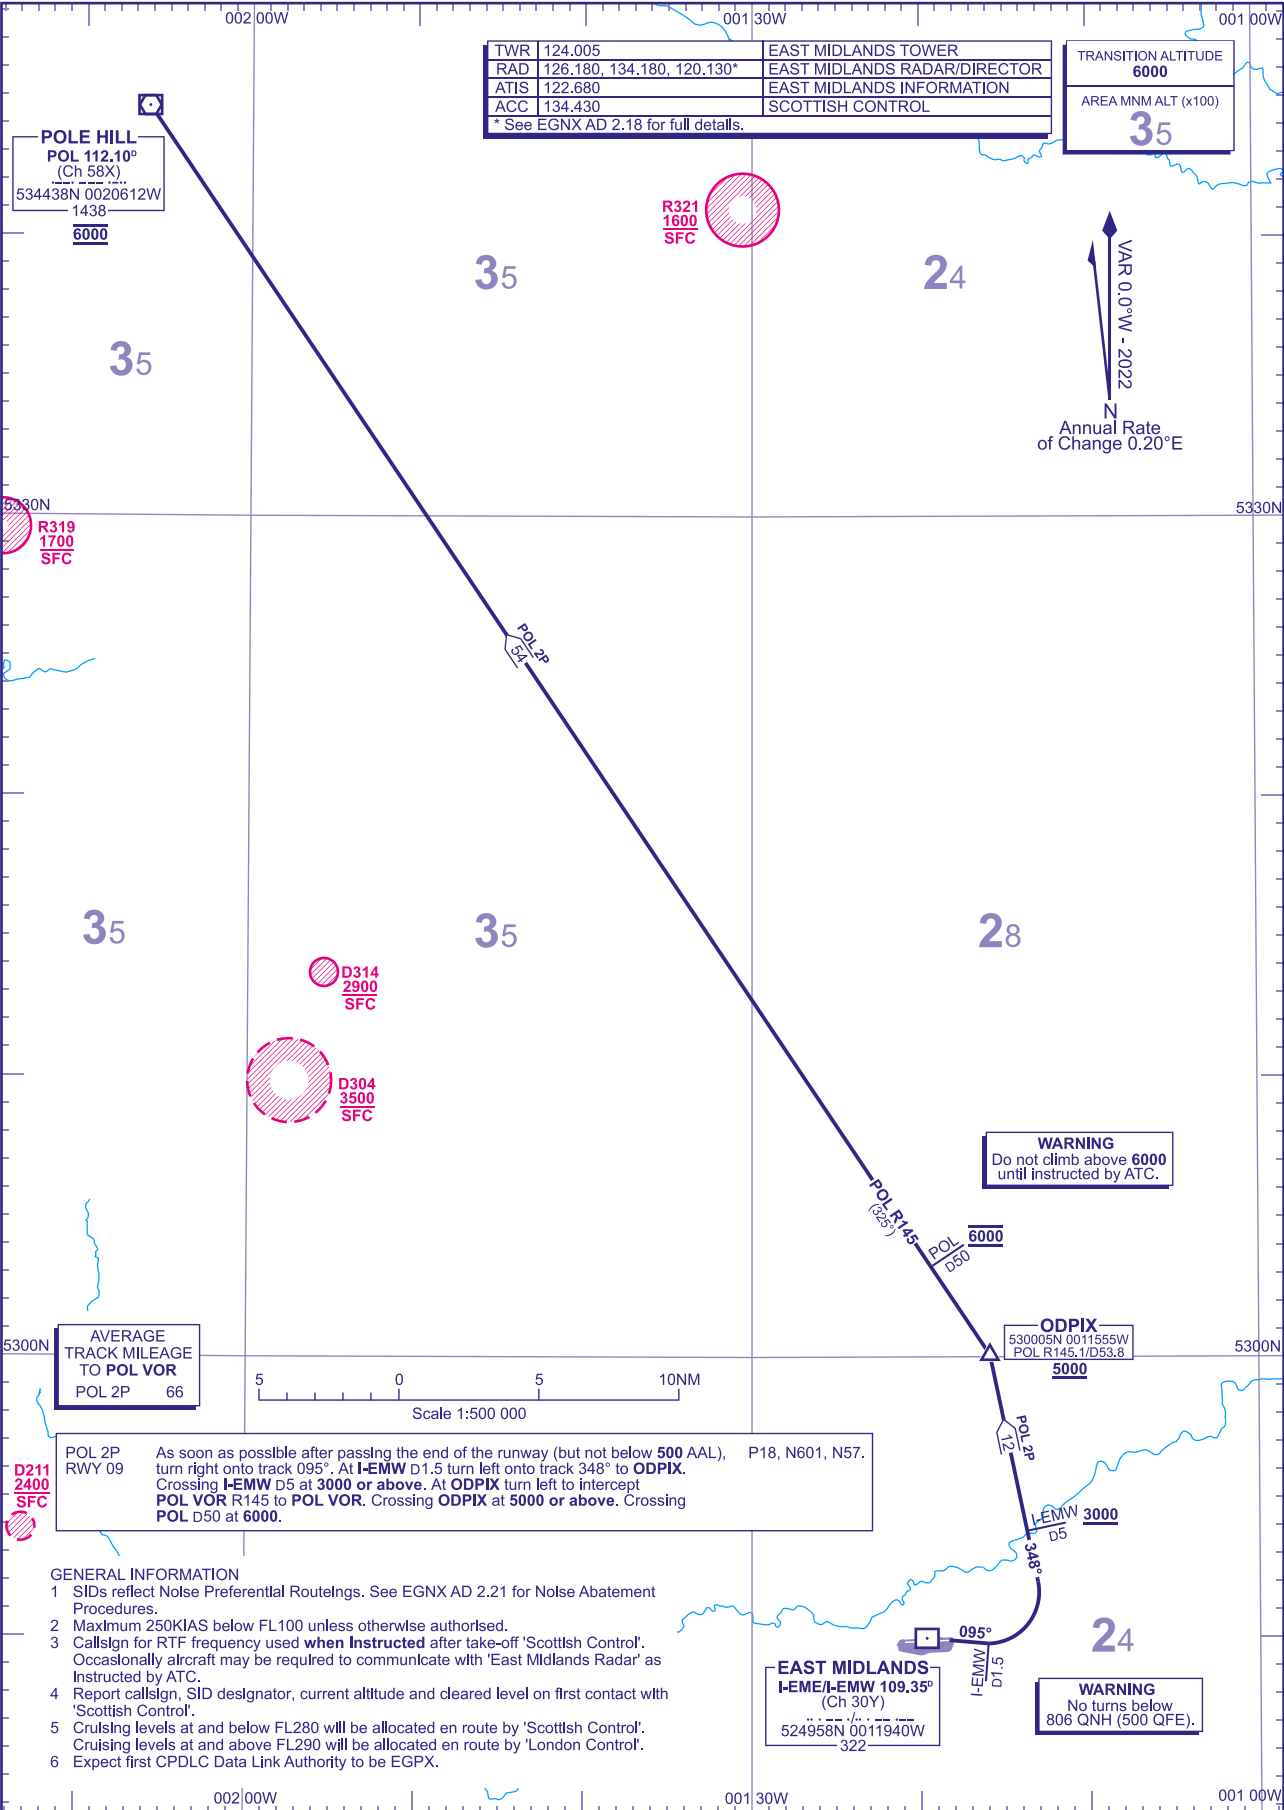 002 00W
001 30W
001 00W
TWR 124.005 EAST MIDLANDS TOWER
RAD 126.180, 134.180, 120.130* EAST MIDLANDS RADAR/DIRECTOR
ATIS 122.680 EAST MIDLANDS INFORMATION
ACC 134.430 SCOTTISH CONTROL
* See EGNX AD 2.18 for full details.
TRANSITION ALTITUDE
6000
AREA MNM ALT (x100)
35
POLE HILL
POL 112.10ᴰ
(Ch 58X)
534438N 0020612W
1438
6000
R321
1600
SFC
35
24
35
VAR 0.0°W - 2022
N
Annual Rate
of Change 0.20°E
5330N
5330N
R319
1700
SFC
POL 2P
54
35
35
28
D314
2900
SFC
D304
3500
SFC
WARNING
Do not climb above 6000
until instructed by ATC.
POL R145
(325°)
POL
D50
6000
ODPIX
530005N 0011555W
POL R145.1/D53.8
5000
5300N
5300N
AVERAGE
TRACK MILEAGE
TO POL VOR
POL 2P 66
5 0 5 10NM
Scale 1:500 000
POL 2P
12
POL 2P As soon as possible after passing the end of the runway (but not below 500 AAL), P18, N601, N57.
RWY 09 turn right onto track 095°. At I-EMW D1.5 turn left onto track 348° to ODPIX.
Crossing I-EMW D5 at 3000 or above. At ODPIX turn left to intercept
POL VOR R145 to POL VOR. Crossing ODPIX at 5000 or above. Crossing
POL D50 at 6000.
D211
2400
SFC
I-EMW
D5
3000
348°
GENERAL INFORMATION
1 SIDs reflect Noise Preferential Routeings. See EGNX AD 2.21 for Noise Abatement
Procedures.
2 Maximum 250KIAS below FL100 unless otherwise authorised.
3 Callsign for RTF frequency used when instructed after take-off 'Scottish Control'.
Occasionally aircraft may be required to communicate with 'East Midlands Radar' as
instructed by ATC.
4 Report callsign, SID designator, current altitude and cleared level on first contact with
'Scottish Control'.
5 Cruising levels at and below FL280 will be allocated en route by 'Scottish Control'.
Cruising levels at and above FL290 will be allocated en route by 'London Control'.
6 Expect first CPDLC Data Link Authority to be EGPX.
095°
I-EMW
D1.5
24
EAST MIDLANDS
I-EME/I-EMW 109.35ᴰ
(Ch 30Y)
524958N 0011940W
322
WARNING
No turns below
806 QNH (500 QFE).
002 00W
001 30W
001 00W